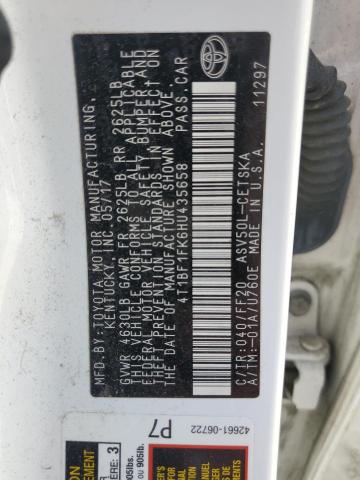 MFD.BY: TOYOTA MOTOR MANUFACTURING,
KENTUCKY, INC. 05/17
GVWR 4630LB GAWR FR 2625LB RR 2625LB
THIS VEHICLE CONFORMS TO ALL APPLICABLE
FEDERAL MOTOR VEHICLE SAFETY, BUMPER, AND
THEFT PREVENTION STANDARDS IN EFFECT ON
THE DATE OF MANUFACTURE SHOWN ABOVE.
4T1BF1FK6HU435658 PASS.CAR
C/TR: 040/FF20 ASV50L-CETSKA
A/TM: -01A/U760E MADE IN U.S.A.
11297
TOYOTA
42661-06722
P7